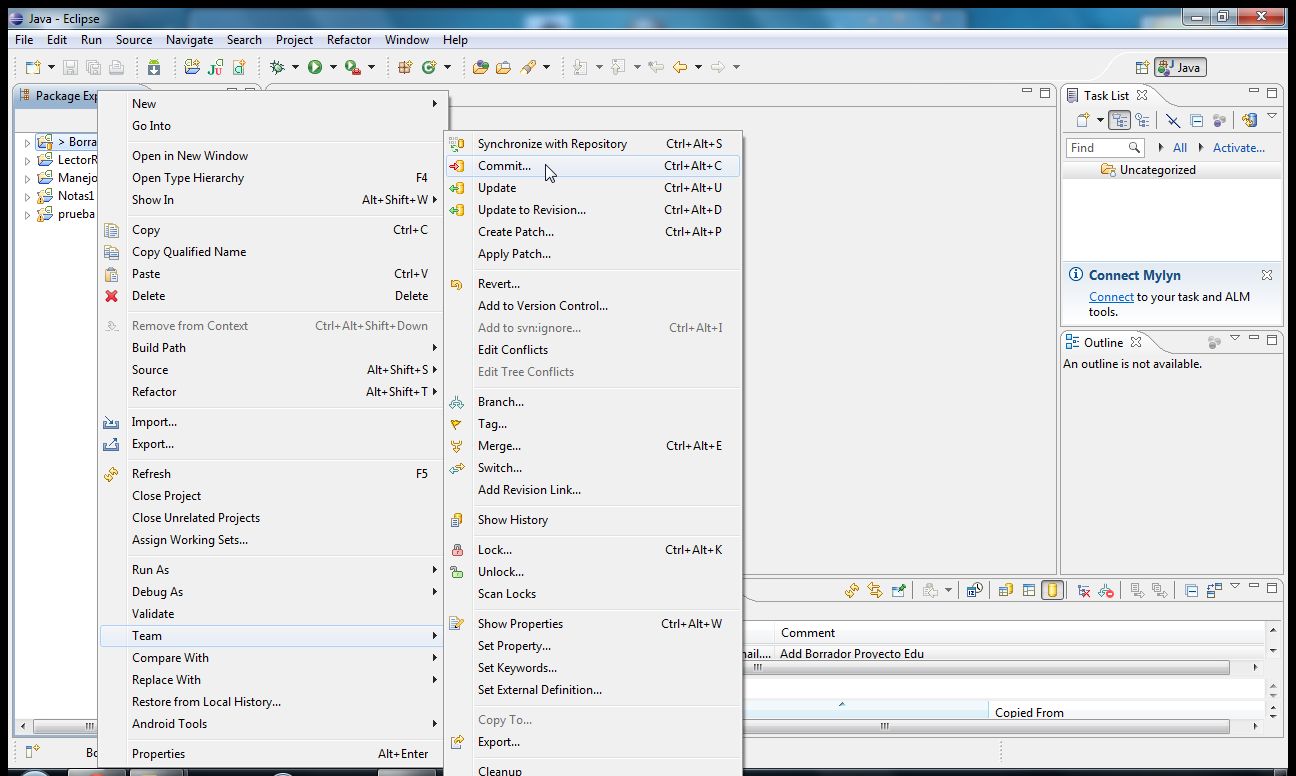 Java - Eclipse
File Edit Run Source Navigate Search Project Refactor Window Help
Java
Package Exp
> Borra
LectorR
Manejo
Notas1
prueba
New
Go Into
Open in New Window
Open Type Hierarchy F4
Show In Alt+Shift+W
Copy Ctrl+C
Copy Qualified Name
Paste Ctrl+V
Delete Delete
Remove from Context Ctrl+Alt+Shift+Down
Build Path
Source Alt+Shift+S
Refactor Alt+Shift+T
Import...
Export...
Refresh F5
Close Project
Close Unrelated Projects
Assign Working Sets...
Run As
Debug As
Validate
Team
Compare With
Replace With
Restore from Local History...
Android Tools
Properties Alt+Enter
Synchronize with Repository Ctrl+Alt+S
Commit... Ctrl+Alt+C
Update Ctrl+Alt+U
Update to Revision... Ctrl+Alt+D
Create Patch... Ctrl+Alt+P
Apply Patch...
Revert...
Add to Version Control...
Add to svn:ignore... Ctrl+Alt+I
Edit Conflicts
Edit Tree Conflicts
Branch...
Tag...
Merge... Ctrl+Alt+E
Switch...
Add Revision Link...
Show History
Lock... Ctrl+Alt+K
Unlock...
Scan Locks
Show Properties Ctrl+Alt+W
Set Property...
Set Keywords...
Set External Definition...
Copy To...
Export...
Cleanup
Task List
Find All Activate...
Uncategorized
Connect Mylyn
Connect to your task and ALM
tools.
Outline
An outline is not available.
Comment
ail.... Add Borrador Proyecto Edu
Copied From
Bo